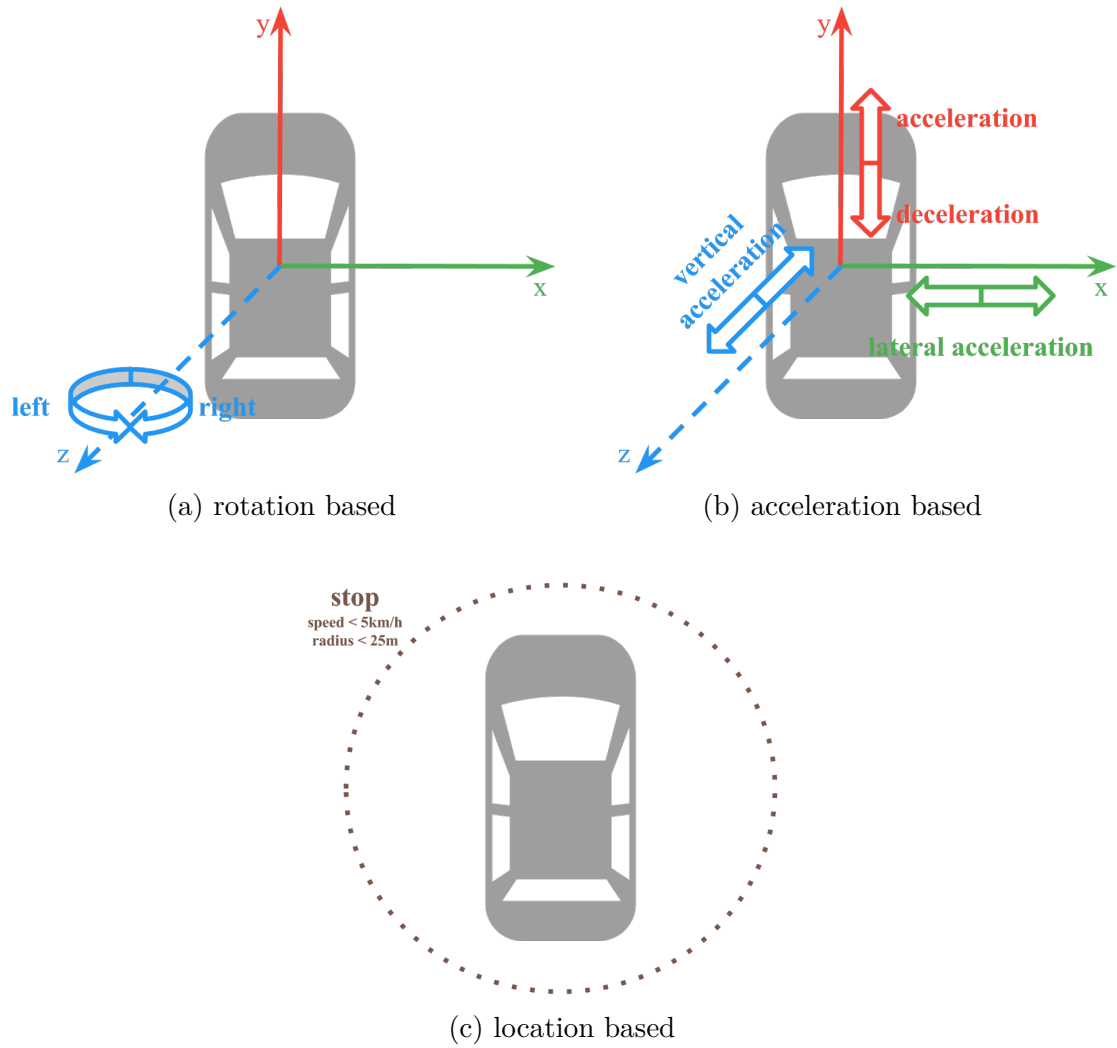 y
x
left
right
z
(a) rotation based
y
acceleration
deceleration
vertical
acceleration
x
lateral acceleration
z
(b) acceleration based
stop
speed < 5km/h
radius < 25m
(c) location based